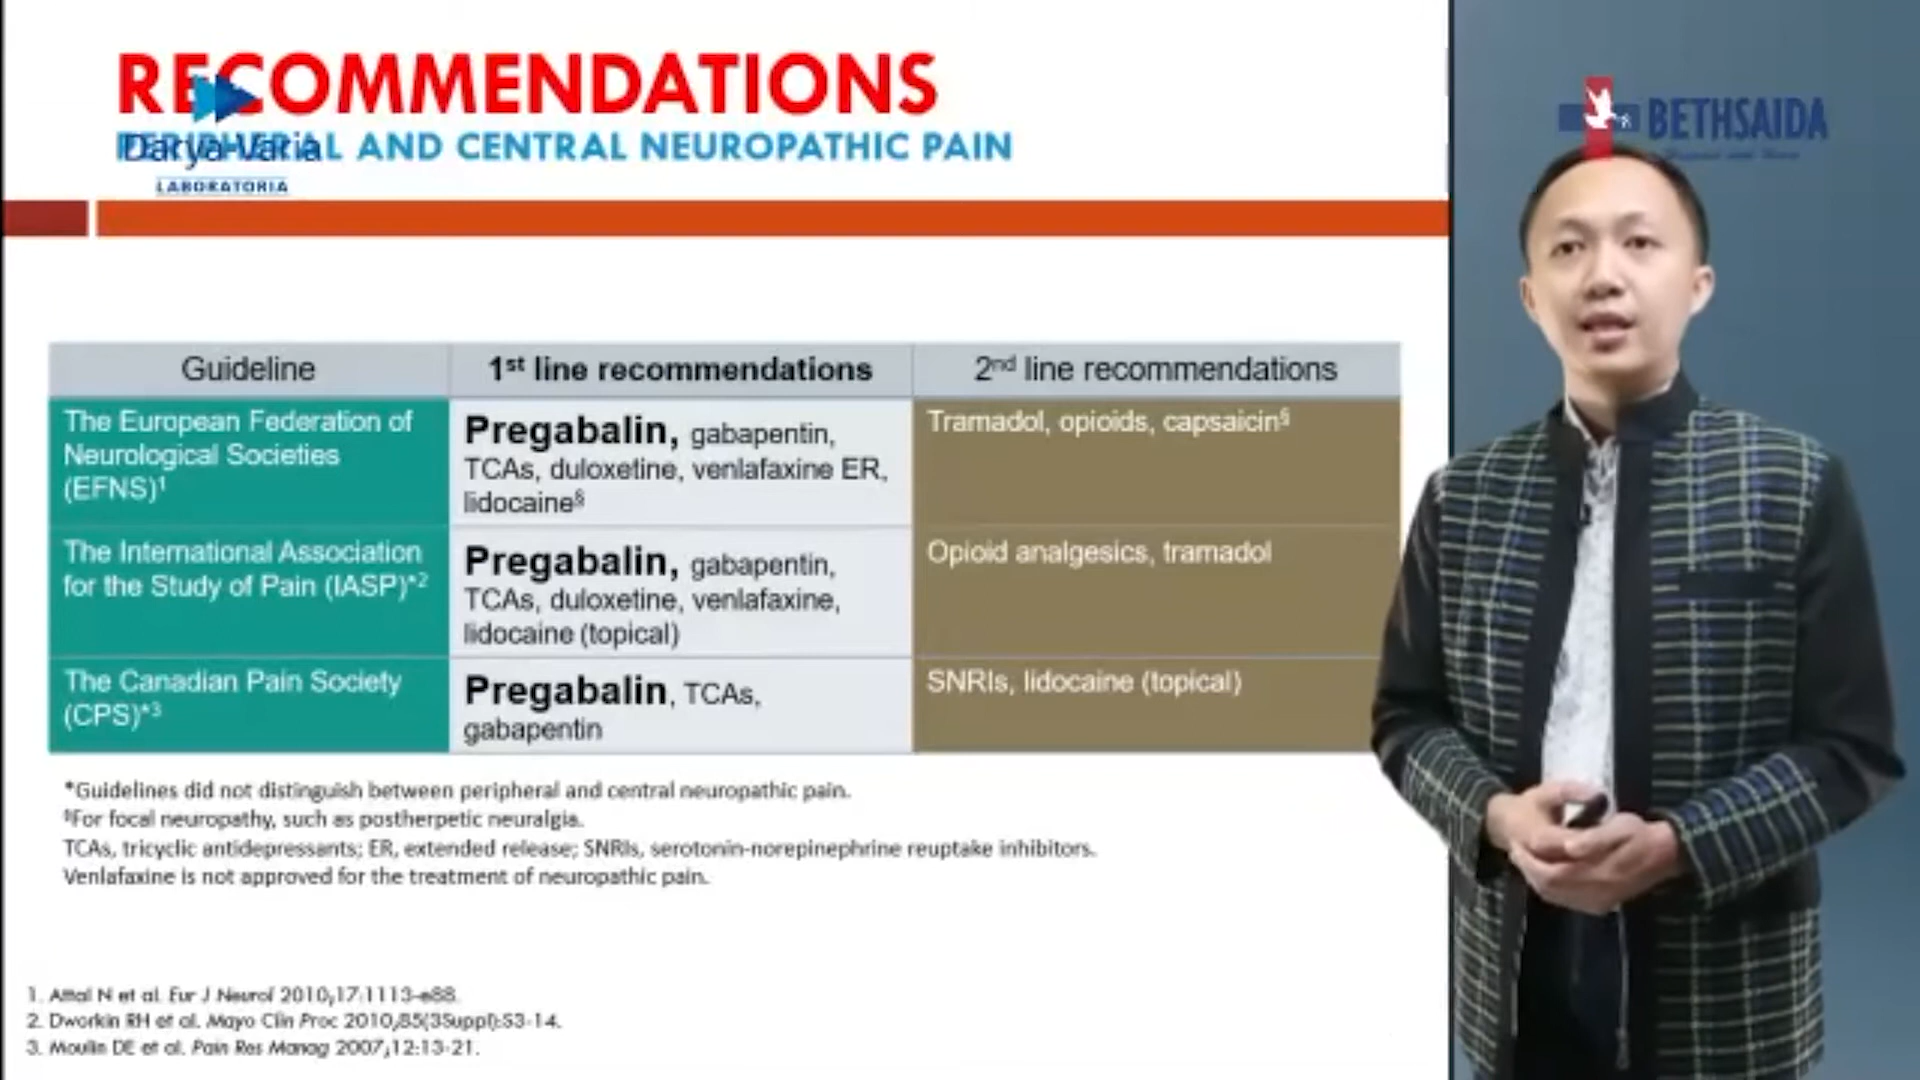 RECOMMENDATIONS
PERIPHERAL AND CENTRAL NEUROPATHIC PAIN
Darya-Varia
LABORATORIA
BETHSAIDA
Guideline
1st line recommendations
2nd line recommendations
The European Federation of
Neurological Societies
(EFNS)1
Pregabalin, gabapentin,
TCAs, duloxetine, venlafaxine ER,
lidocaine§
Tramadol, opioids, capsaicin§
The International Association
for the Study of Pain (IASP)*2
Pregabalin, gabapentin,
TCAs, duloxetine, venlafaxine,
lidocaine (topical)
Opioid analgesics, tramadol
The Canadian Pain Society
(CPS)*3
Pregabalin, TCAs,
gabapentin
SNRIs, lidocaine (topical)
*Guidelines did not distinguish between peripheral and central neuropathic pain.
§For focal neuropathy, such as postherpetic neuralgia.
TCAs, tricyclic antidepressants; ER, extended release; SNRIs, serotonin-norepinephrine reuptake inhibitors.
Venlafaxine is not approved for the treatment of neuropathic pain.
1. Attal N et al. Eur J Neurol 2010;17:1113-e88.
2. Dworkin RH et al. Mayo Clin Proc 2010;85(3Suppl):S3-14.
3. Moulin DE et al. Pain Res Manag 2007;12:13-21.